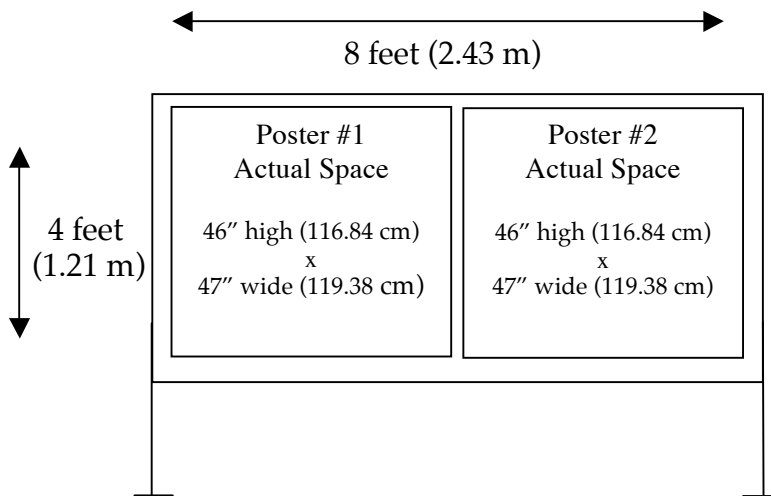 8 feet (2.43 m)
Poster #1
Actual Space
46″ high (116.84 cm)
x
47″ wide (119.38 cm)
Poster #2
Actual Space
46″ high (116.84 cm)
x
47″ wide (119.38 cm)
4 feet
(1.21 m)